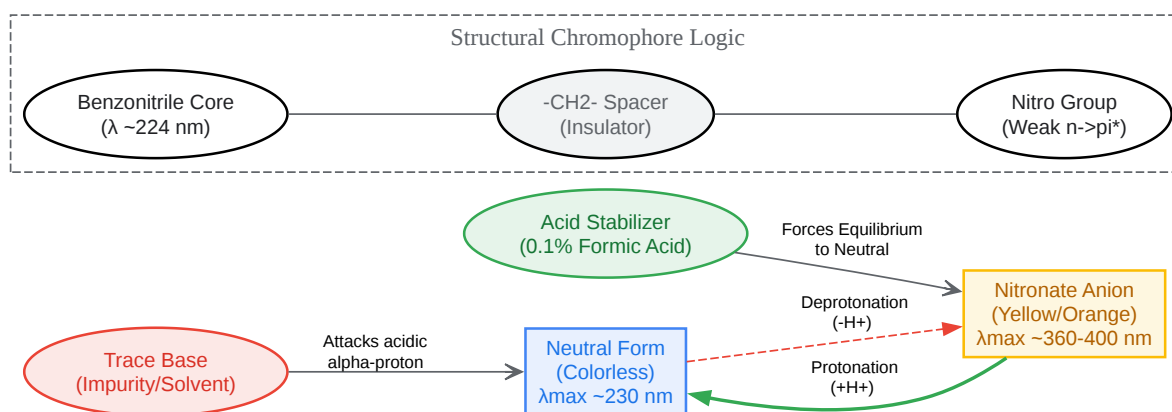 Structural Chromophore Logic
Benzonitrile Core
(λ ~224 nm)
-CH2- Spacer
(Insulator)
Nitro Group
(Weak n->pi*)
Acid Stabilizer
(0.1% Formic Acid)
Forces Equilibrium
to Neutral
Nitronate Anion
(Yellow/Orange)
λmax ~360-400 nm
Deprotonation
(-H+)
Trace Base
(Impurity/Solvent)
Attacks acidic
alpha-proton
Neutral Form
(Colorless)
λmax ~230 nm
Protonation
(+H+)